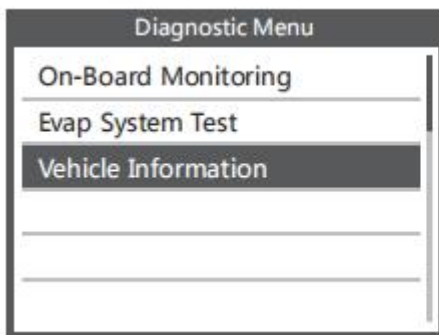 Diagnostic Menu
On-Board Monitoring
Evap System Test
Vehicle Information